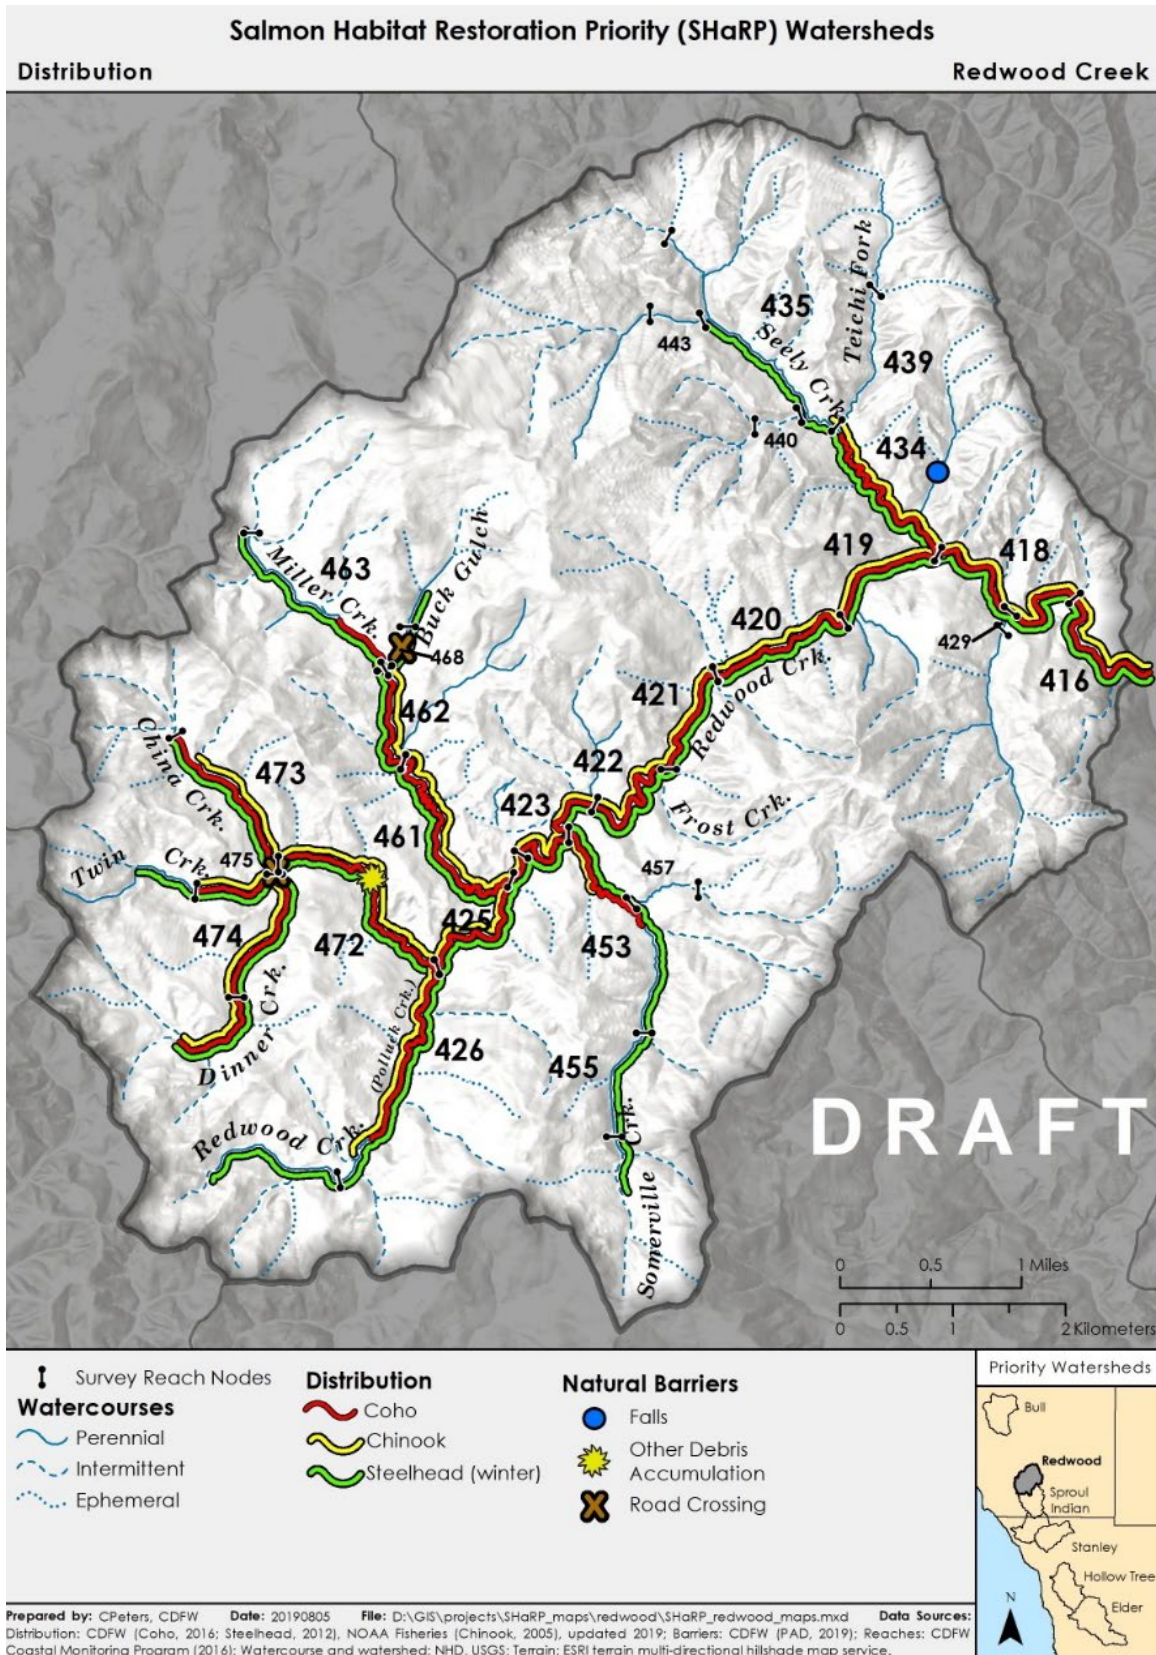 Salmon Habitat Restoration Priority (SHaRP) Watersheds
Distribution
Redwood Creek
435
Seely Crk.
Teichi Fork
443
439
440
434
419
418
463
Miller Crk.
Buck Gulch
468
420
429
416
462
421
Redwood Crk.
China Crk.
473
422
423
Frost Crk.
461
Twin
Crk.
475
457
425
474
472
453
Dinner Crk.
(Polluck Crk.)
426
455
DRAFT
Redwood Crk.
Somerville Crk.
0 0.5 1 Miles
0 0.5 1 2 Kilometers
Survey Reach Nodes
Watercourses
Perennial
Intermittent
Ephemeral
Distribution
Coho
Chinook
Steelhead (winter)
Natural Barriers
Falls
Other Debris
Accumulation
Road Crossing
Priority Watersheds
Bull
Redwood
Sproul
Indian
Stanley
Hollow Tree
Elder
N
Prepared by: CPeters, CDFW Date: 20190805 File: D:\GIS\projects\SHaRP_maps\redwood\SHaRP_redwood_maps.mxd Data Sources:
Distribution: CDFW (Coho, 2016; Steelhead, 2012), NOAA Fisheries (Chinook, 2005), updated 2019; Barriers: CDFW (PAD, 2019); Reaches: CDFW
Coastal Monitoring Program (2016); Watercourse and watershed: NHD, USGS; Terrain: ESRI terrain multi-directional hillshade map service.